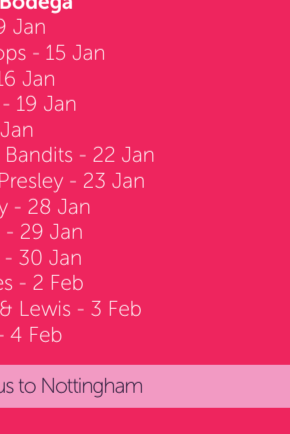 Bodega
9 Jan
ops - 15 Jan
16 Jan
- 19 Jan
Jan
Bandits - 22 Jan
Presley - 23 Jan
y - 28 Jan
- 29 Jan
- 30 Jan
es - 2 Feb
& Lewis - 3 Feb
- 4 Feb
us to Nottingham